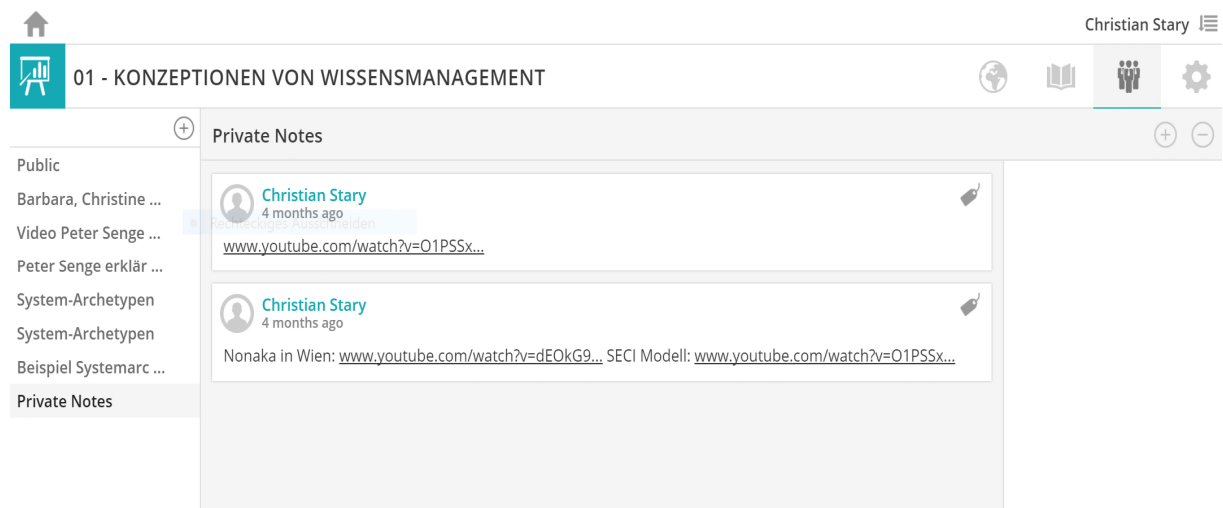 Christian Stary
01 - KONZEPTIONEN VON WISSENSMANAGEMENT
Public
Barbara, Christine ...
Video Peter Senge ...
Peter Senge erklär ...
System-Archetypen
System-Archetypen
Beispiel Systemarc ...
Private Notes
Private Notes
Christian Stary
4 months ago
Rechteckiges Ausschneiden
www.youtube.com/watch?v=O1PSSx...
Christian Stary
4 months ago
Nonaka in Wien: www.youtube.com/watch?v=dEOkG9... SECI Modell: www.youtube.com/watch?v=O1PSSx...